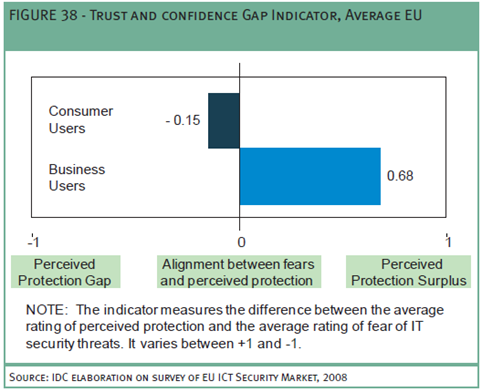 FIGURE 38 - TRUST AND CONFIDENCE GAP INDICATOR, AVERAGE EU
Consumer
Users
- 0.15
Business
Users
0.68
-1
0
1
Perceived
Protection Gap
Alignment between fears
and perceived protection
Perceived
Protection Surplus
NOTE: The indicator measures the difference between the average
rating of perceived protection and the average rating of fear of IT
security threats. It varies between +1 and -1.
SOURCE: IDC ELABORATION ON SURVEY OF EU ICT SECURITY MARKET, 2008